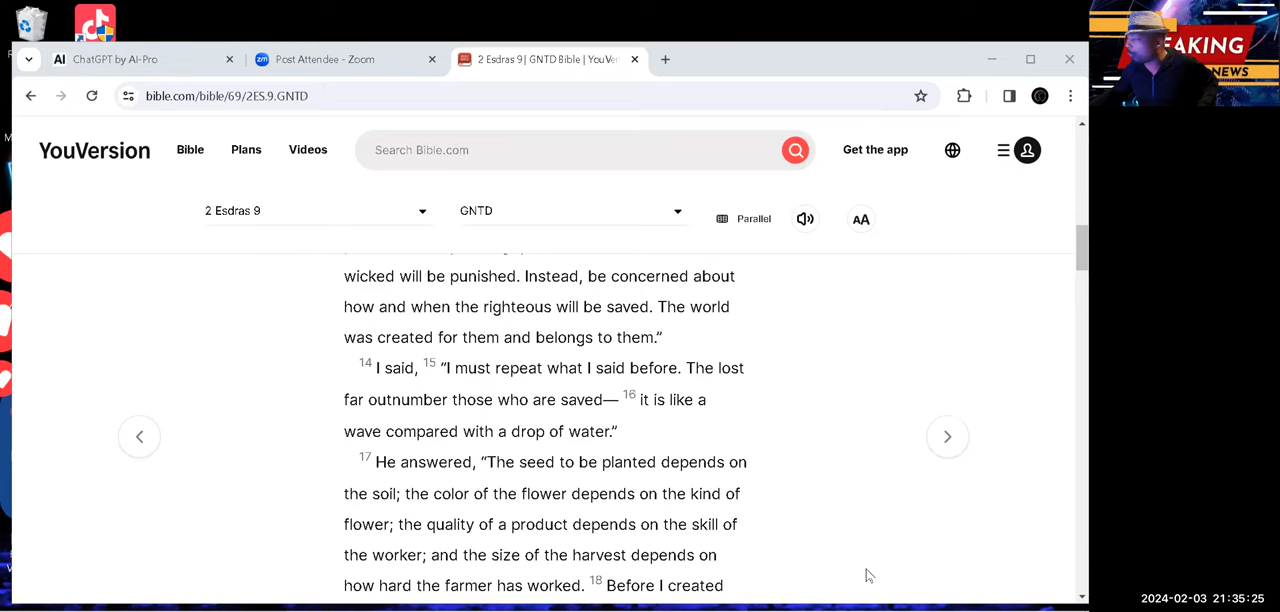 AI ChatGPT by AI-Pro
zm Post Attendee - Zoom
2 Esdras 9| GNTD Bible | YouVer
bible.com/bible/69/2ES.9.GNTD
EAKING
NEWS
YouVersion
Bible
Plans
Videos
Search Bible.com
Get the app
2 Esdras 9
GNTD
Parallel
AA
wicked will be punished. Instead, be concerned about
how and when the righteous will be saved. The world
was created for them and belongs to them.”
14 I said, 15 “I must repeat what I said before. The lost
far outnumber those who are saved— 16 it is like a
wave compared with a drop of water.”
17 He answered, “The seed to be planted depends on
the soil; the color of the flower depends on the kind of
flower; the quality of a product depends on the skill of
the worker; and the size of the harvest depends on
how hard the farmer has worked. 18 Before I created
2024-02-03 21:35:25